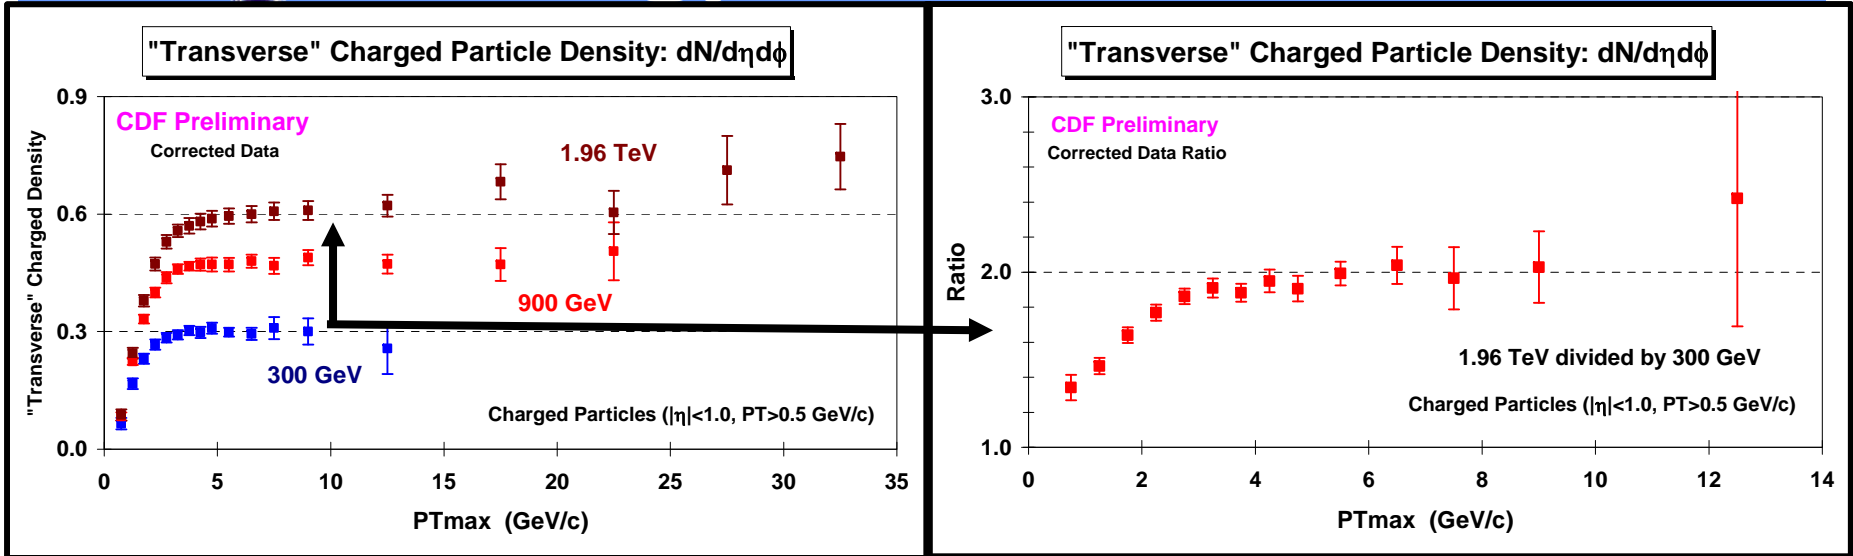 "Transverse" Charged Particle Density: dN/dηdϕ
"Transverse" Charged Density
0.9
0.6
0.3
0.0
CDF Preliminary
Corrected Data
1.96 TeV
900 GeV
300 GeV
Charged Particles (|η|<1.0, PT>0.5 GeV/c)
0 5 10 15 20 25 30 35
PTmax (GeV/c)
"Transverse" Charged Particle Density: dN/dηdϕ
Ratio
3.0
2.0
1.0
CDF Preliminary
Corrected Data Ratio
1.96 TeV divided by 300 GeV
Charged Particles (|η|<1.0, PT>0.5 GeV/c)
0 2 4 6 8 10 12 14
PTmax (GeV/c)